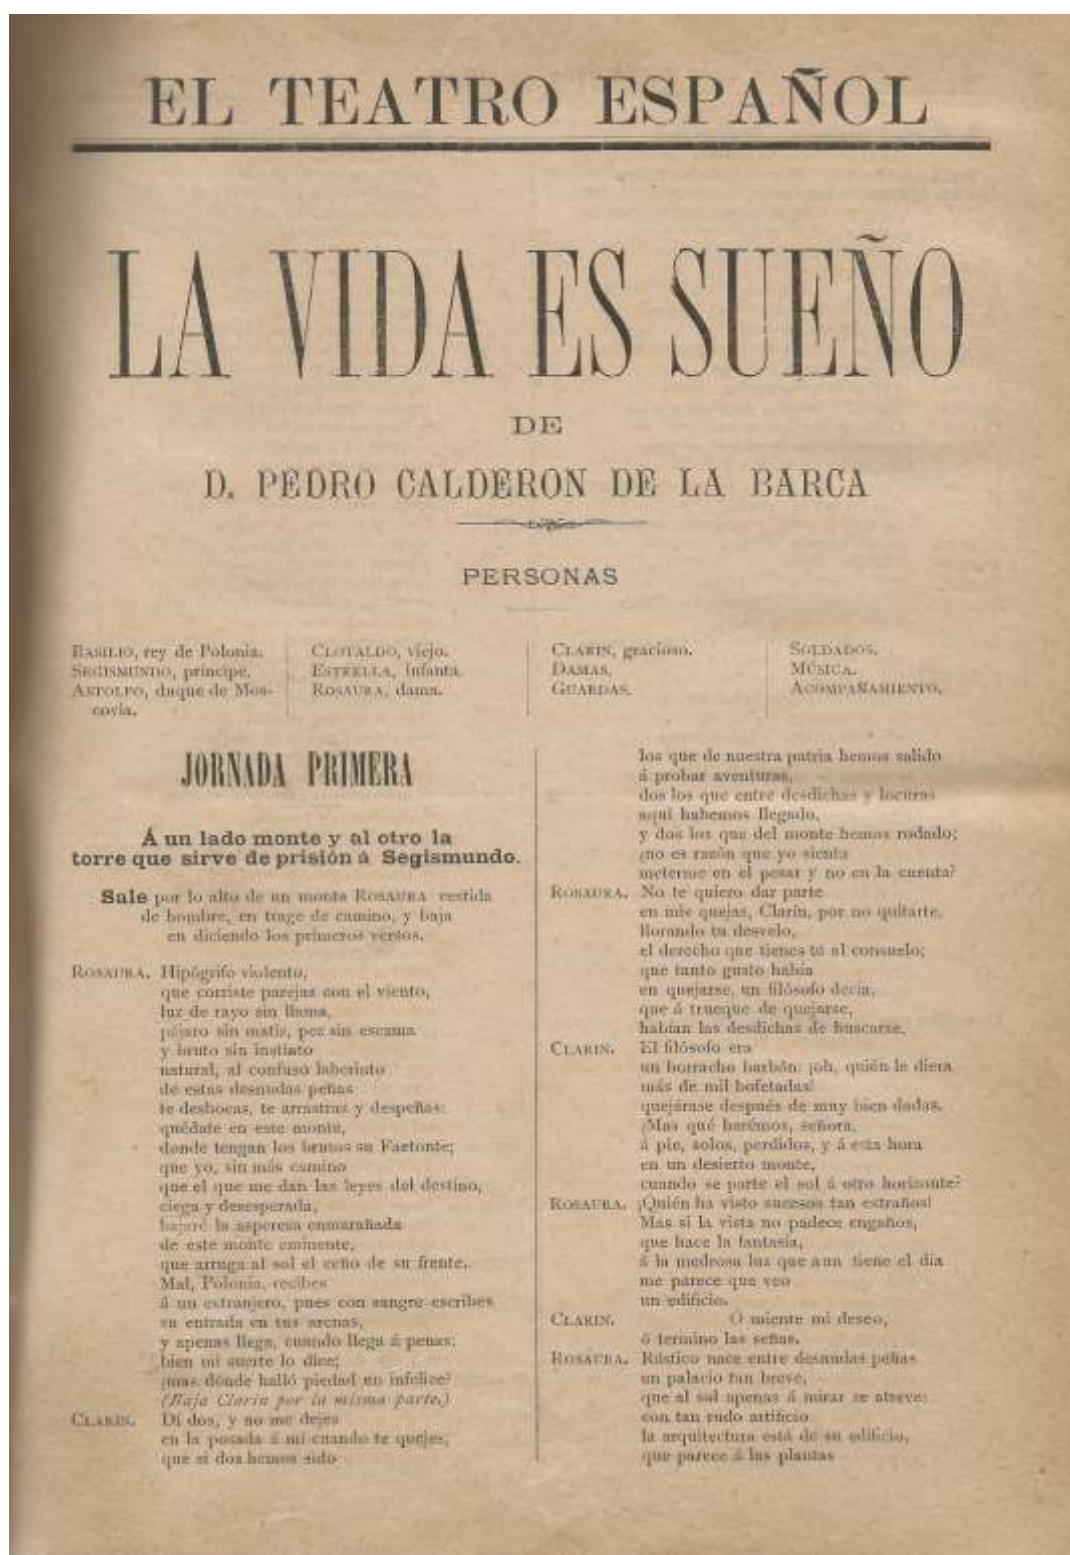 EL TEATRO ESPAÑOL
LA VIDA ES SUEÑO
DE
D. PEDRO CALDERON DE LA BARCA
PERSONAS
BASILIO, rey de Polonia.
SEGISMUNDO, príncipe.
ASTOLFO, duque de Mos-
covia.
CLOTALDO, viejo.
ESTRELLA, infanta.
ROSAURA, dama.
CLARIN, gracioso.
DAMAS.
GUARDAS.
SOLDADOS.
MÚSICA.
ACOMPAÑAMIENTO.
JORNADA PRIMERA
Á un lado monte y al otro la
torre que sirve de prisión á Segismundo.
Sale por lo alto de un monte ROSAURA vestida
de hombre, en trage de camino, y baja
en diciendo los primeros versos.
ROSAURA. Hipógrifo violento,
que corriste parejas con el viento,
luz de rayo sin llama,
pájaro sin matiz, pez sin escama
y bruto sin instinto
natural, al confuso laberinto
de estas desnudas peñas
te desbocas, te arrastras y despeñas:
quédate en este monte,
donde tengan los brutos su Faetonte;
que yo, sin más camino
que el que me dan las leyes del destino,
ciega y desesperada,
bajaré la aspereza enmarañada
de este monte eminente,
que arruga al sol el ceño de su frente.
Mal, Polonia, recibes
á un extranjero, pues con sangre escribes
su entrada en tus arenas,
y apenas llega, cuando llega á penas:
bien mi suerte lo dice;
¿mas dónde halló piedad un infelice?
(Baja Clarin por la misma parte.)
CLARIN. Di dos, y no me dejes
en la posada á mí cuando te quejes,
que si dos hemos sido
los que de nuestra patria hemos salido
á probar aventuras,
dos los que entre desdichas y locuras
aquí habemos llegado,
y dos los que del monte hemos rodado;
¿no es razón que yo sienta
meterme en el pesar y no en la cuenta?
ROSAURA. No te quiero dar parte
en mis quejas, Clarín, por no quitarte,
llorando tu desvelo,
el derecho que tienes tú al consuelo;
que tanto gusto había
en quejarse, un filósofo decía,
que á trueque de quejarse,
habían las desdichas de buscarse.
CLARIN. El filósofo era
un borracho barbón: ¡oh, quién le diera
más de mil bofetadas!
quejárase después de muy bien dadas.
¿Mas qué harémos, señora,
á pie, solos, perdidos, y á esta hora
en un desierto monte,
cuando se parte el sol á otro horizonte?
ROSAURA. ¡Quién ha visto sucesos tan extraños!
Mas si la vista no padece engaños,
que hace la fantasía,
á la medrosa luz que aun tiene el día
me parece que veo
un edificio.
CLARIN. O miente mi deseo,
ó termino las señas.
ROSAURA. Rústico nace entre desnudas peñas
un palacio tan breve,
que al sol apenas á mirar se atreve:
con tan rudo artificio
la arquitectura está de su edificio,
que parece á las plantas